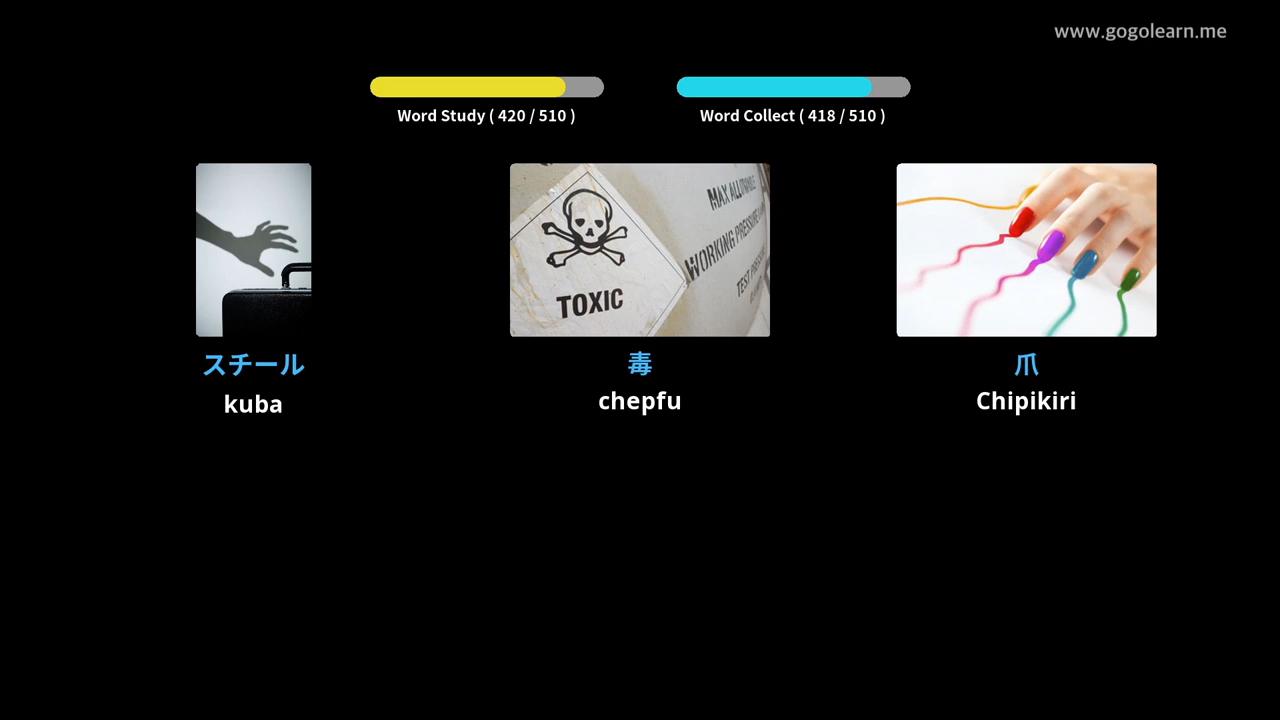 www.gogolearn.me
Word Study ( 420 / 510 )
Word Collect ( 418 / 510 )
TOXIC
MAX ALLOWABLE
WORKING PRESSURE
スチール
毒
爪
kuba
chepfu
Chipikiri